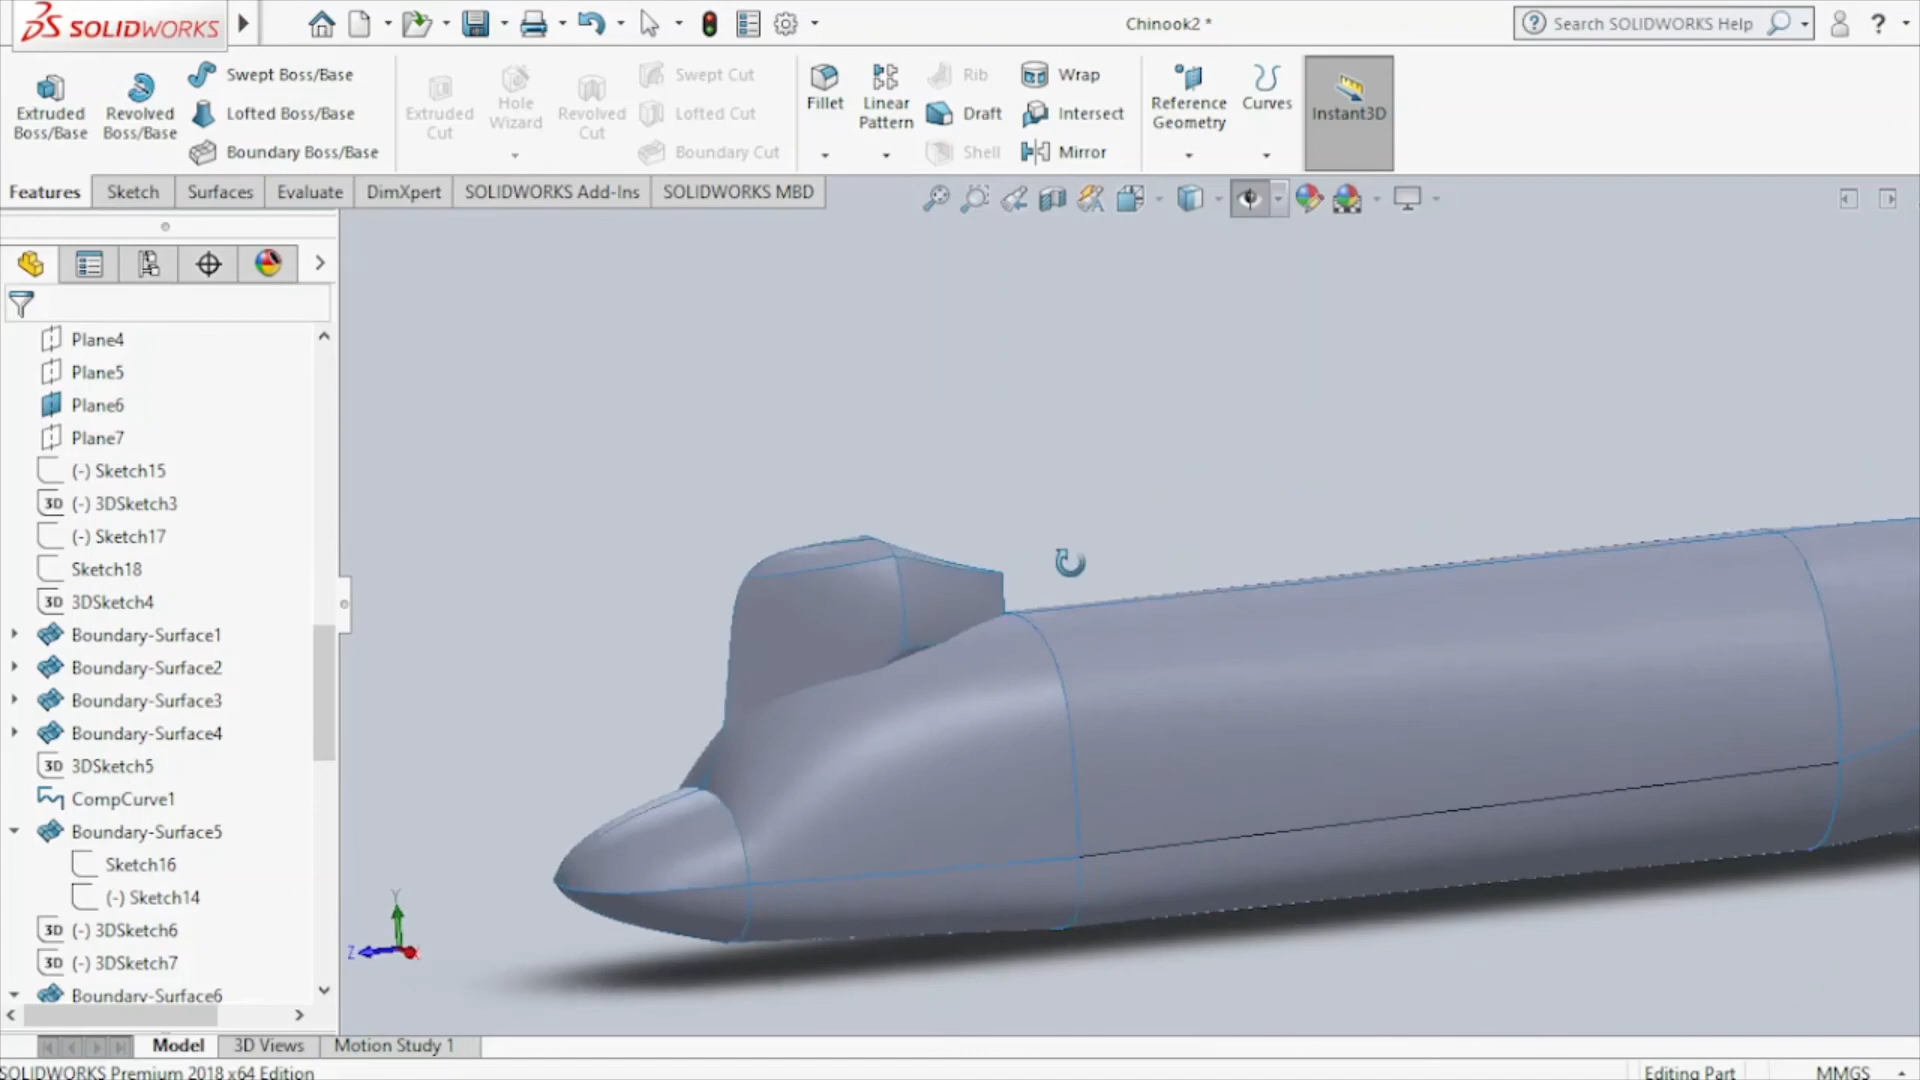 SOLIDWORKS
Chinook2 *
Search SOLIDWORKS Help
?
Extruded
Boss/Base
Revolved
Boss/Base
Swept Boss/Base
Lofted Boss/Base
Boundary Boss/Base
Extruded
Cut
Hole
Wizard
Revolved
Cut
Swept Cut
Lofted Cut
Boundary Cut
Fillet
Linear
Pattern
Rib
Draft
Shell
Wrap
Intersect
Mirror
Reference
Geometry
Curves
Instant3D
Features
Sketch
Surfaces
Evaluate
DimXpert
SOLIDWORKS Add-Ins
SOLIDWORKS MBD
Plane4
Plane5
Plane6
Plane7
(-) Sketch15
3D (-) 3DSketch3
(-) Sketch17
Sketch18
3D 3DSketch4
Boundary-Surface1
Boundary-Surface2
Boundary-Surface3
Boundary-Surface4
3D 3DSketch5
CompCurve1
Boundary-Surface5
Sketch16
(-) Sketch14
3D (-) 3DSketch6
3D (-) 3DSketch7
Boundary-Surface6
Y
Z
X
Model
3D Views
Motion Study 1
SOLIDWORKS Premium 2018 x64 Edition
Editing Part
MMGS